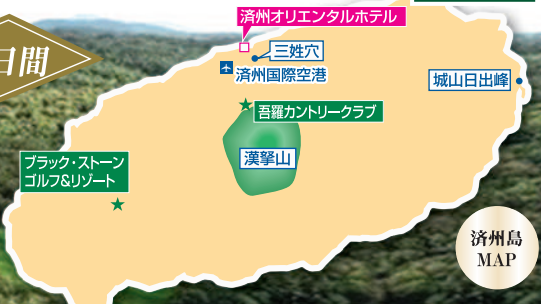 日間
済州オリエンタルホテル
三姓穴
済州国際空港
城山日出峰
吾羅カントリークラブ
漢拏山
ブラック・ストーン
ゴルフ&リゾート
済州島
MAP